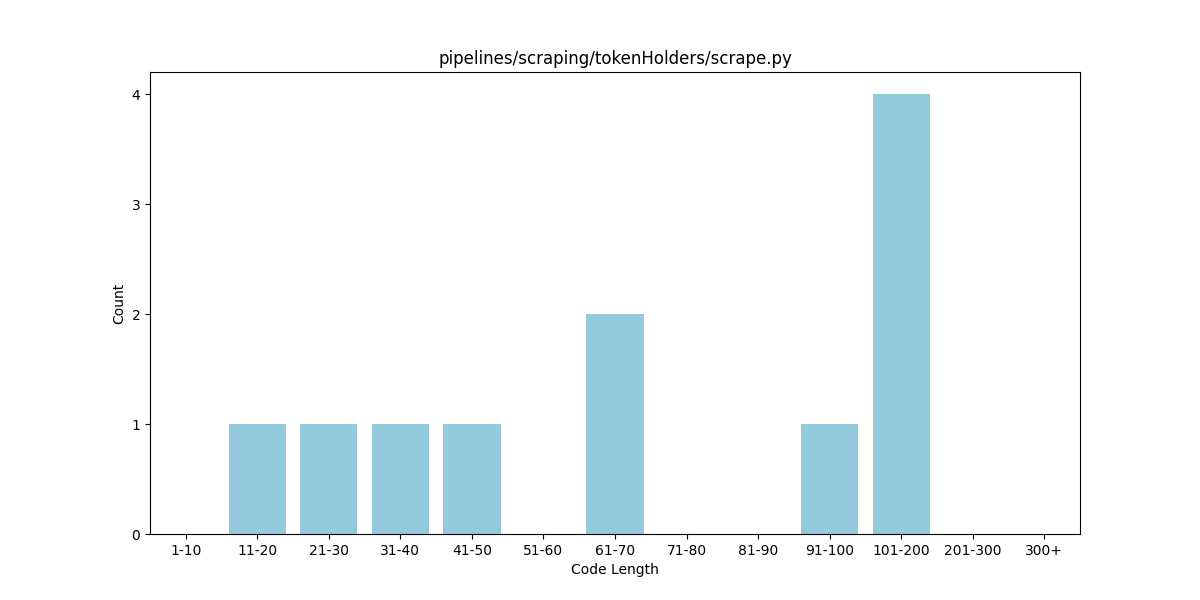 pipelines/scraping/tokenHolders/scrape.py
4
3
2
1
0
Count
1-10 11-20 21-30 31-40 41-50 51-60 61-70 71-80 81-90 91-100 101-200 201-300 300+
Code Length